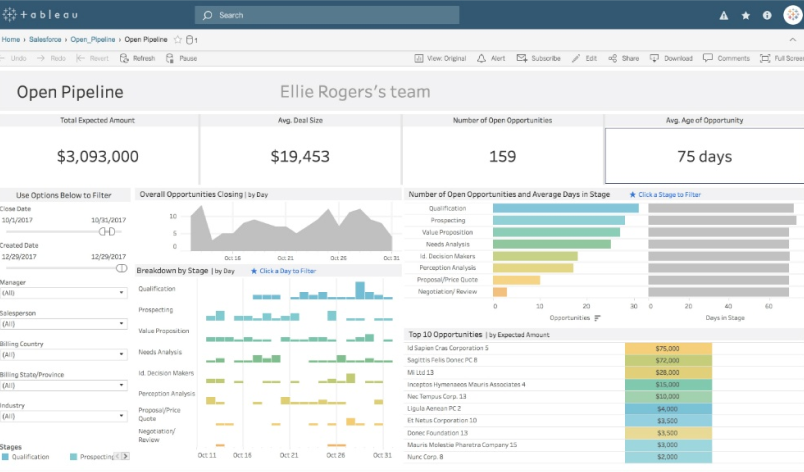 +ableau
Search
Home › Salesforce › Open_Pipeline › Open Pipeline 1
Undo Redo Revert Refresh Pause View: Original Alert Subscribe Edit Share Download Comments Full Screen
Open Pipeline Ellie Rogers's team
Total Expected Amount Avg. Deal Size Number of Open Opportunities Avg. Age of Opportunity
$3,093,000 $19,453 159 75 days
Use Options Below to Filter
Close Date
10/1/2017 10/31/2017
Created Date
12/29/2017 12/29/2017
Manager
(All)
Salesperson
(All)
Billing Country
(All)
Billing State/Province
(All)
Industry
(All)
Stages
Qualification Prospecting
Overall Opportunities Closing | by Day
10
5
0
Oct 16 Oct 21 Oct 26 Oct 31
Breakdown by Stage | by Day Click a Day to Filter
Qualification
Prospecting
Value Proposition
Needs Analysis
Id. Decision Makers
Perception Analysis
Proposal/Price
Quote
Negotiation/
Review
Oct 11 Oct 16 Oct 21 Oct 26 Oct 31
Number of Open Opportunities and Average Days in Stage Click a Stage to Filter
Qualification
Prospecting
Value Proposition
Needs Analysis
Id. Decision Makers
Perception Analysis
Proposal/Price Quote
Negotiation/ Review
0 10 20 30 0 20 40 60
Opportunities Days in Stage
Top 10 Opportunities | by Expected Amount
Id Sapien Cras Corporation 5 $75,000
Sagittis Felis Donec PC 8 $72,000
Mi Ltd 13 $28,000
Inceptos Hymenaeos Mauris Associates 4 $15,000
Nec Tempus Corp. 13 $10,000
Ligula Aenean PC 2 $4,000
Et Netus Corporation 10 $3,500
Donec Foundation 13 $3,500
Mauris Molestie Pharetra Company 15 $3,000
Nunc Corp. 8 $2,000